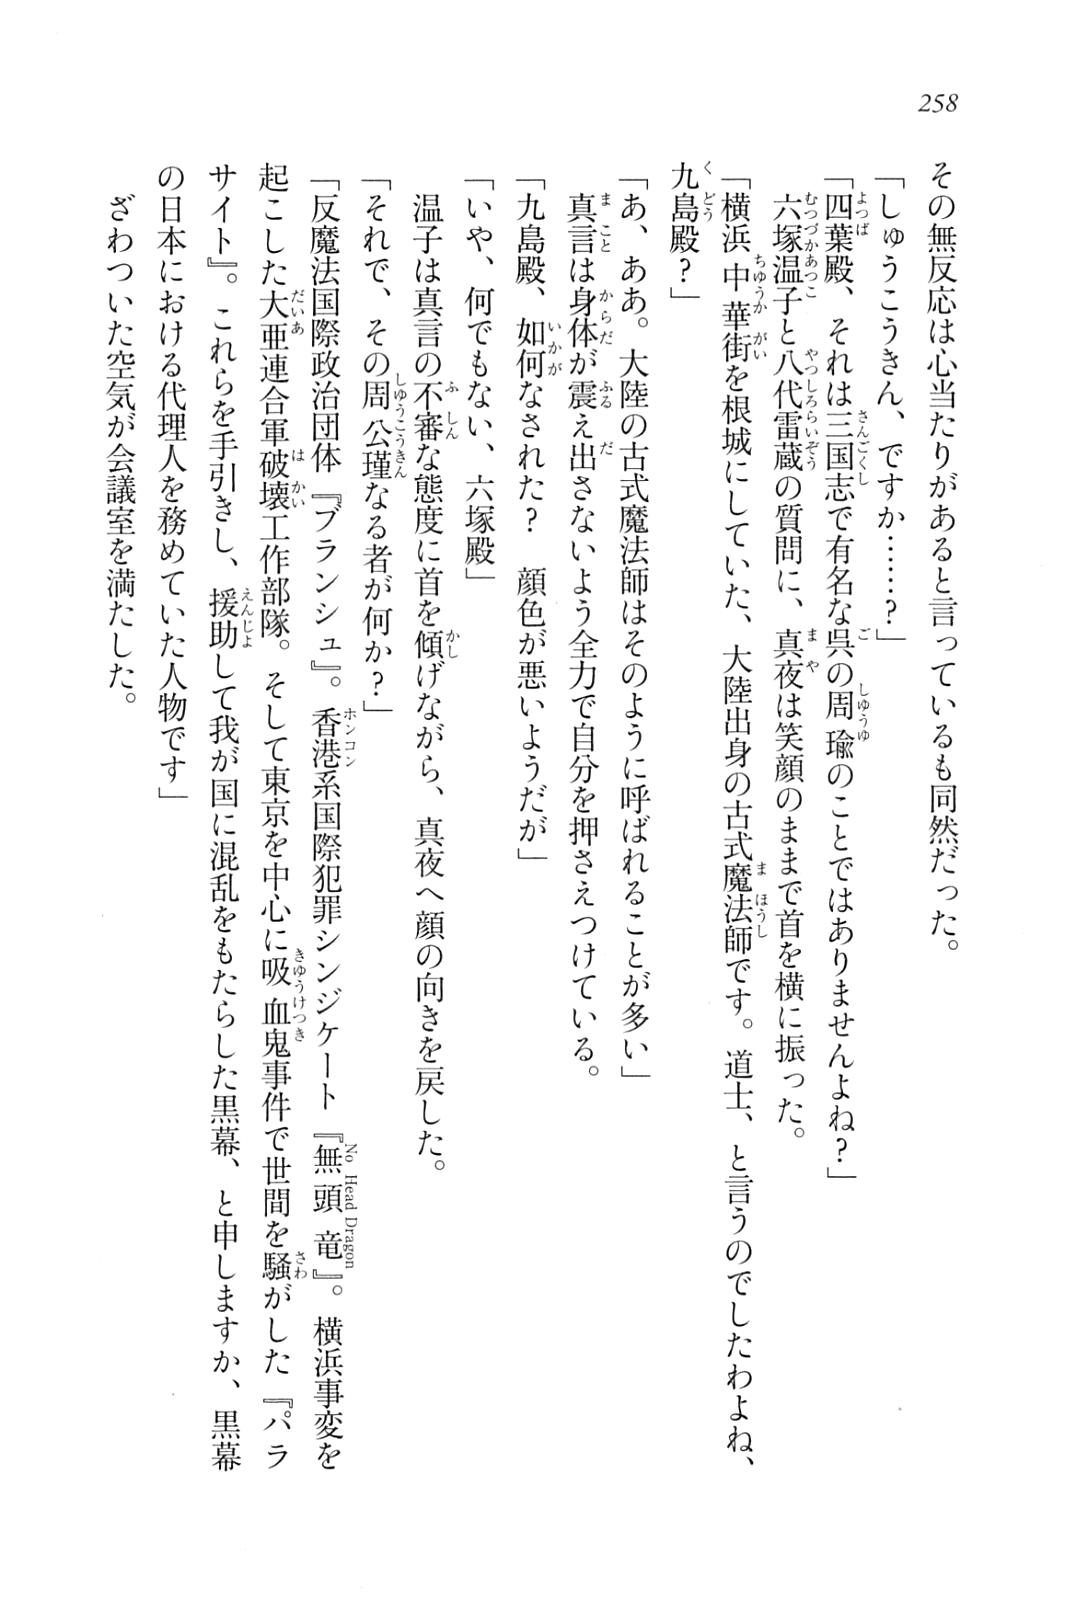 258
その無反応は心当たりがあると言っているも同然だった。
「しゅうこうきん、ですか……?」
「四葉殿、それは三国志で有名な呉の周瑜のことではありませんよね?」
六塚温子と八代雷蔵の質問に、真夜は笑顔のままで首を横に振った。
「横浜中華街を根城にしていた、大陸出身の古式魔法師です。道士、と言うのでしたわよね、
九島殿?」
「あ、ああ。大陸の古式魔法師はそのように呼ばれることが多い」
真言は身体が震え出さないよう全力で自分を押さえつけている。
「九島殿、如何なされた? 顔色が悪いようだが」
「いや、何でもない、六塚殿」
温子は真言の不審な態度に首を傾げながら、真夜へ顔の向きを戻した。
「それで、その周公瑾なる者が何か?」
「反魔法国際政治団体『ブランシュ』。香港系国際犯罪シンジケート『無頭竜』。横浜事変を
起こした大亜連合軍破壊工作部隊。そして東京を中心に吸血鬼事件で世間を騒がした『パラ
サイト』。これらを手引きし、援助して我が国に混乱をもたらした黒幕、と申しますか、黒幕
の日本における代理人を務めていた人物です」
ざわついた空気が会議室を満たした。